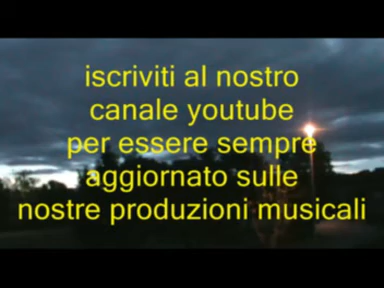 iscriviti al nostro
canale youtube
per essere sempre
aggiornato sulle
nostre produzioni musicali